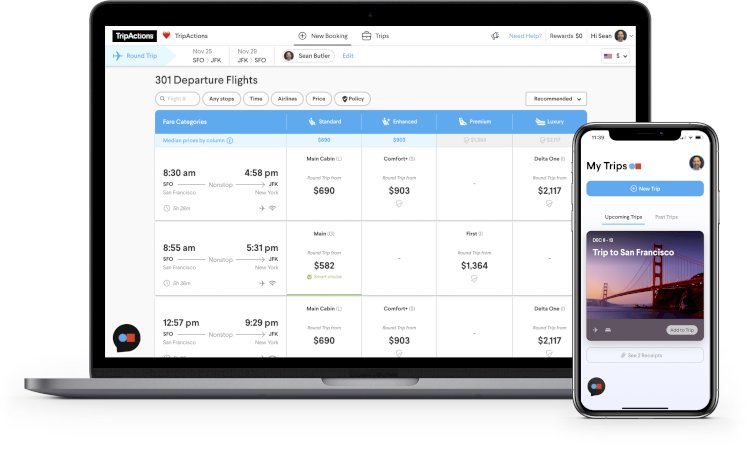 TripActions
TripActions
New Booking
Trips
Need Help?
Rewards $0
Hi Sean
Round Trip
Nov 25
SFO JFK
Nov 29
JFK SFO
Sean Butler
Edit
$
301 Departure Flights
Flight #
Any stops
Time
Airlines
Price
Policy
Recommended
Fare Categories
Standard
Enhanced
Premium
Luxury
Median prices by column
$690
$903
$1,364
$2,117
8:30 am
4:58 pm
SFO
Nonstop
JFK
San Francisco
New York
5h 28m
Main Cabin (L)
Round Trip from
$690
Comfort+ (S)
Round Trip from
$903
-
Delta One (I)
Round Trip from
$2,117
8:55 am
5:31 pm
SFO
Nonstop
JFK
San Francisco
New York
Main (G)
Round Trip from
$582
-
First (I)
Round Trip from
$1,364
-
12:57 pm
9:29 pm
SFO
Nonstop
JFK
San Francisco
New York
Main Cabin (L)
Round Trip from
$690
Comfort+ (S)
Round Trip from
$903
-
Delta One (I)
Round Trip from
$2,117
11:39
My Trips
New Trip
Upcoming Trips
Past Trips
DEC 8 - 13
Trip to San Francisco
Add to Trip
See 2 Receipts